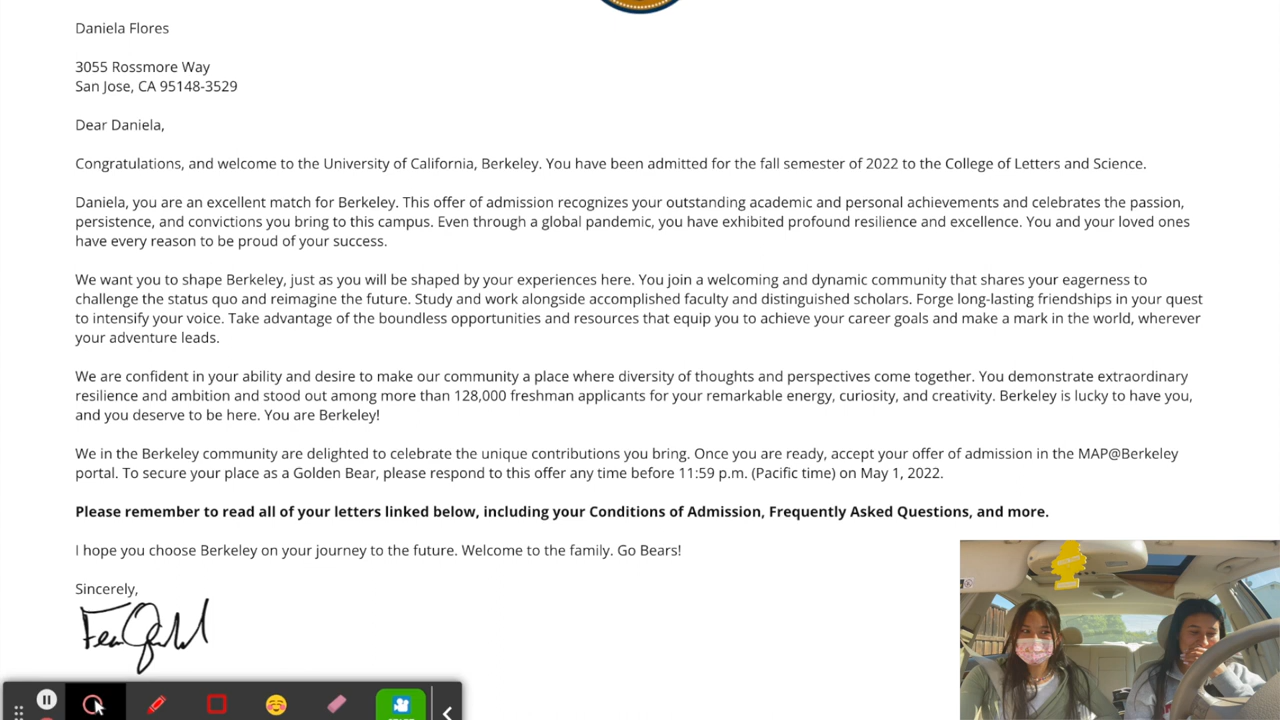 Daniela Flores
3055 Rossmore Way
San Jose, CA 95148-3529
Dear Daniela,
Congratulations, and welcome to the University of California, Berkeley. You have been admitted for the fall semester of 2022 to the College of Letters and Science.
Daniela, you are an excellent match for Berkeley. This offer of admission recognizes your outstanding academic and personal achievements and celebrates the passion,
persistence, and convictions you bring to this campus. Even through a global pandemic, you have exhibited profound resilience and excellence. You and your loved ones
have every reason to be proud of your success.
We want you to shape Berkeley, just as you will be shaped by your experiences here. You join a welcoming and dynamic community that shares your eagerness to
challenge the status quo and reimagine the future. Study and work alongside accomplished faculty and distinguished scholars. Forge long-lasting friendships in your quest
to intensify your voice. Take advantage of the boundless opportunities and resources that equip you to achieve your career goals and make a mark in the world, wherever
your adventure leads.
We are confident in your ability and desire to make our community a place where diversity of thoughts and perspectives come together. You demonstrate extraordinary
resilience and ambition and stood out among more than 128,000 freshman applicants for your remarkable energy, curiosity, and creativity. Berkeley is lucky to have you,
and you deserve to be here. You are Berkeley!
We in the Berkeley community are delighted to celebrate the unique contributions you bring. Once you are ready, accept your offer of admission in the MAP@Berkeley
portal. To secure your place as a Golden Bear, please respond to this offer any time before 11:59 p.m. (Pacific time) on May 1, 2022.
Please remember to read all of your letters linked below, including your Conditions of Admission, Frequently Asked Questions, and more.
I hope you choose Berkeley on your journey to the future. Welcome to the family. Go Bears!
Sincerely,